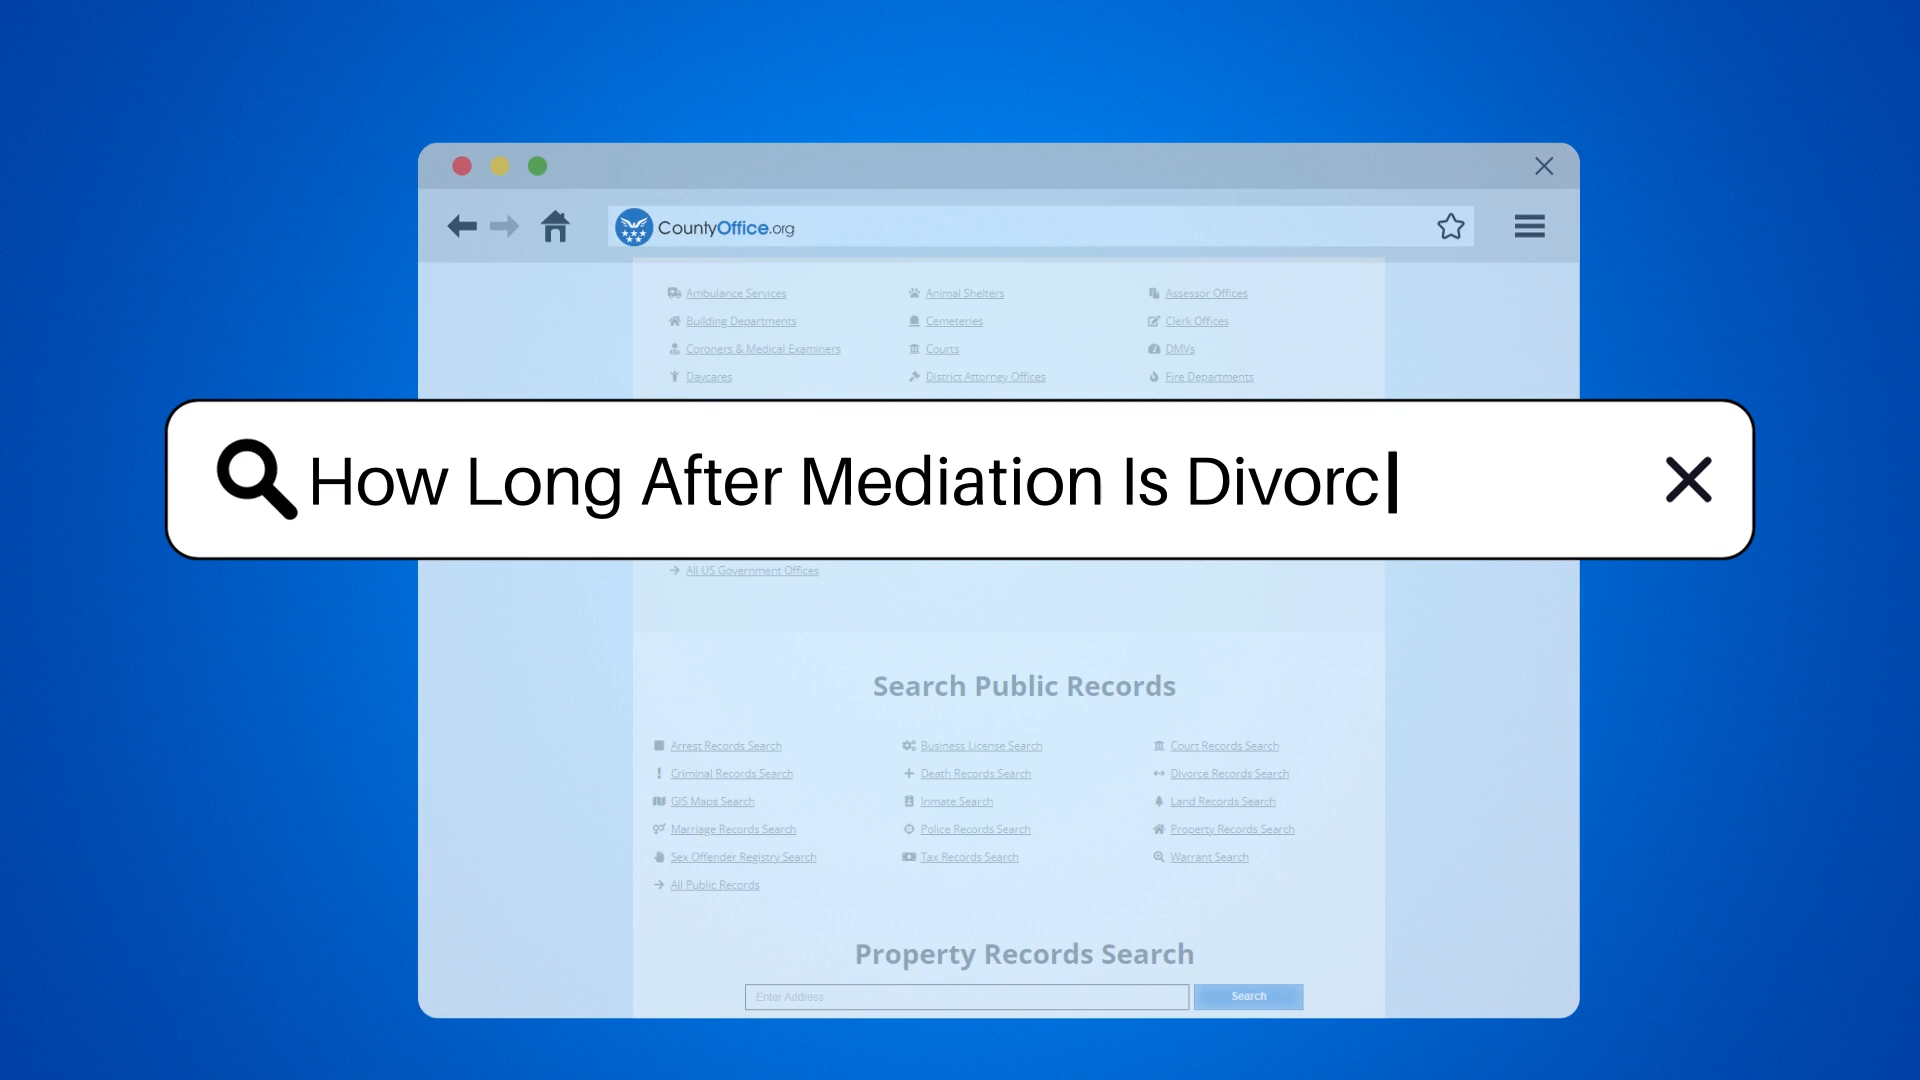 CountyOffice.org
Ambulance Services Animal Shelters Assessor Offices
Building Departments Cemeteries Clerk Offices
Coroners & Medical Examiners Courts DMVs
Daycares District Attorney Offices Fire Departments
How Long After Mediation Is Divorc
All US Government Offices
Search Public Records
Arrest Records Search Business License Search Court Records Search
Criminal Records Search Death Records Search Divorce Records Search
GIS Maps Search Inmate Search Land Records Search
Marriage Records Search Police Records Search Property Records Search
Sex Offender Registry Search Tax Records Search Warrant Search
All Public Records
Property Records Search
Enter Address Search